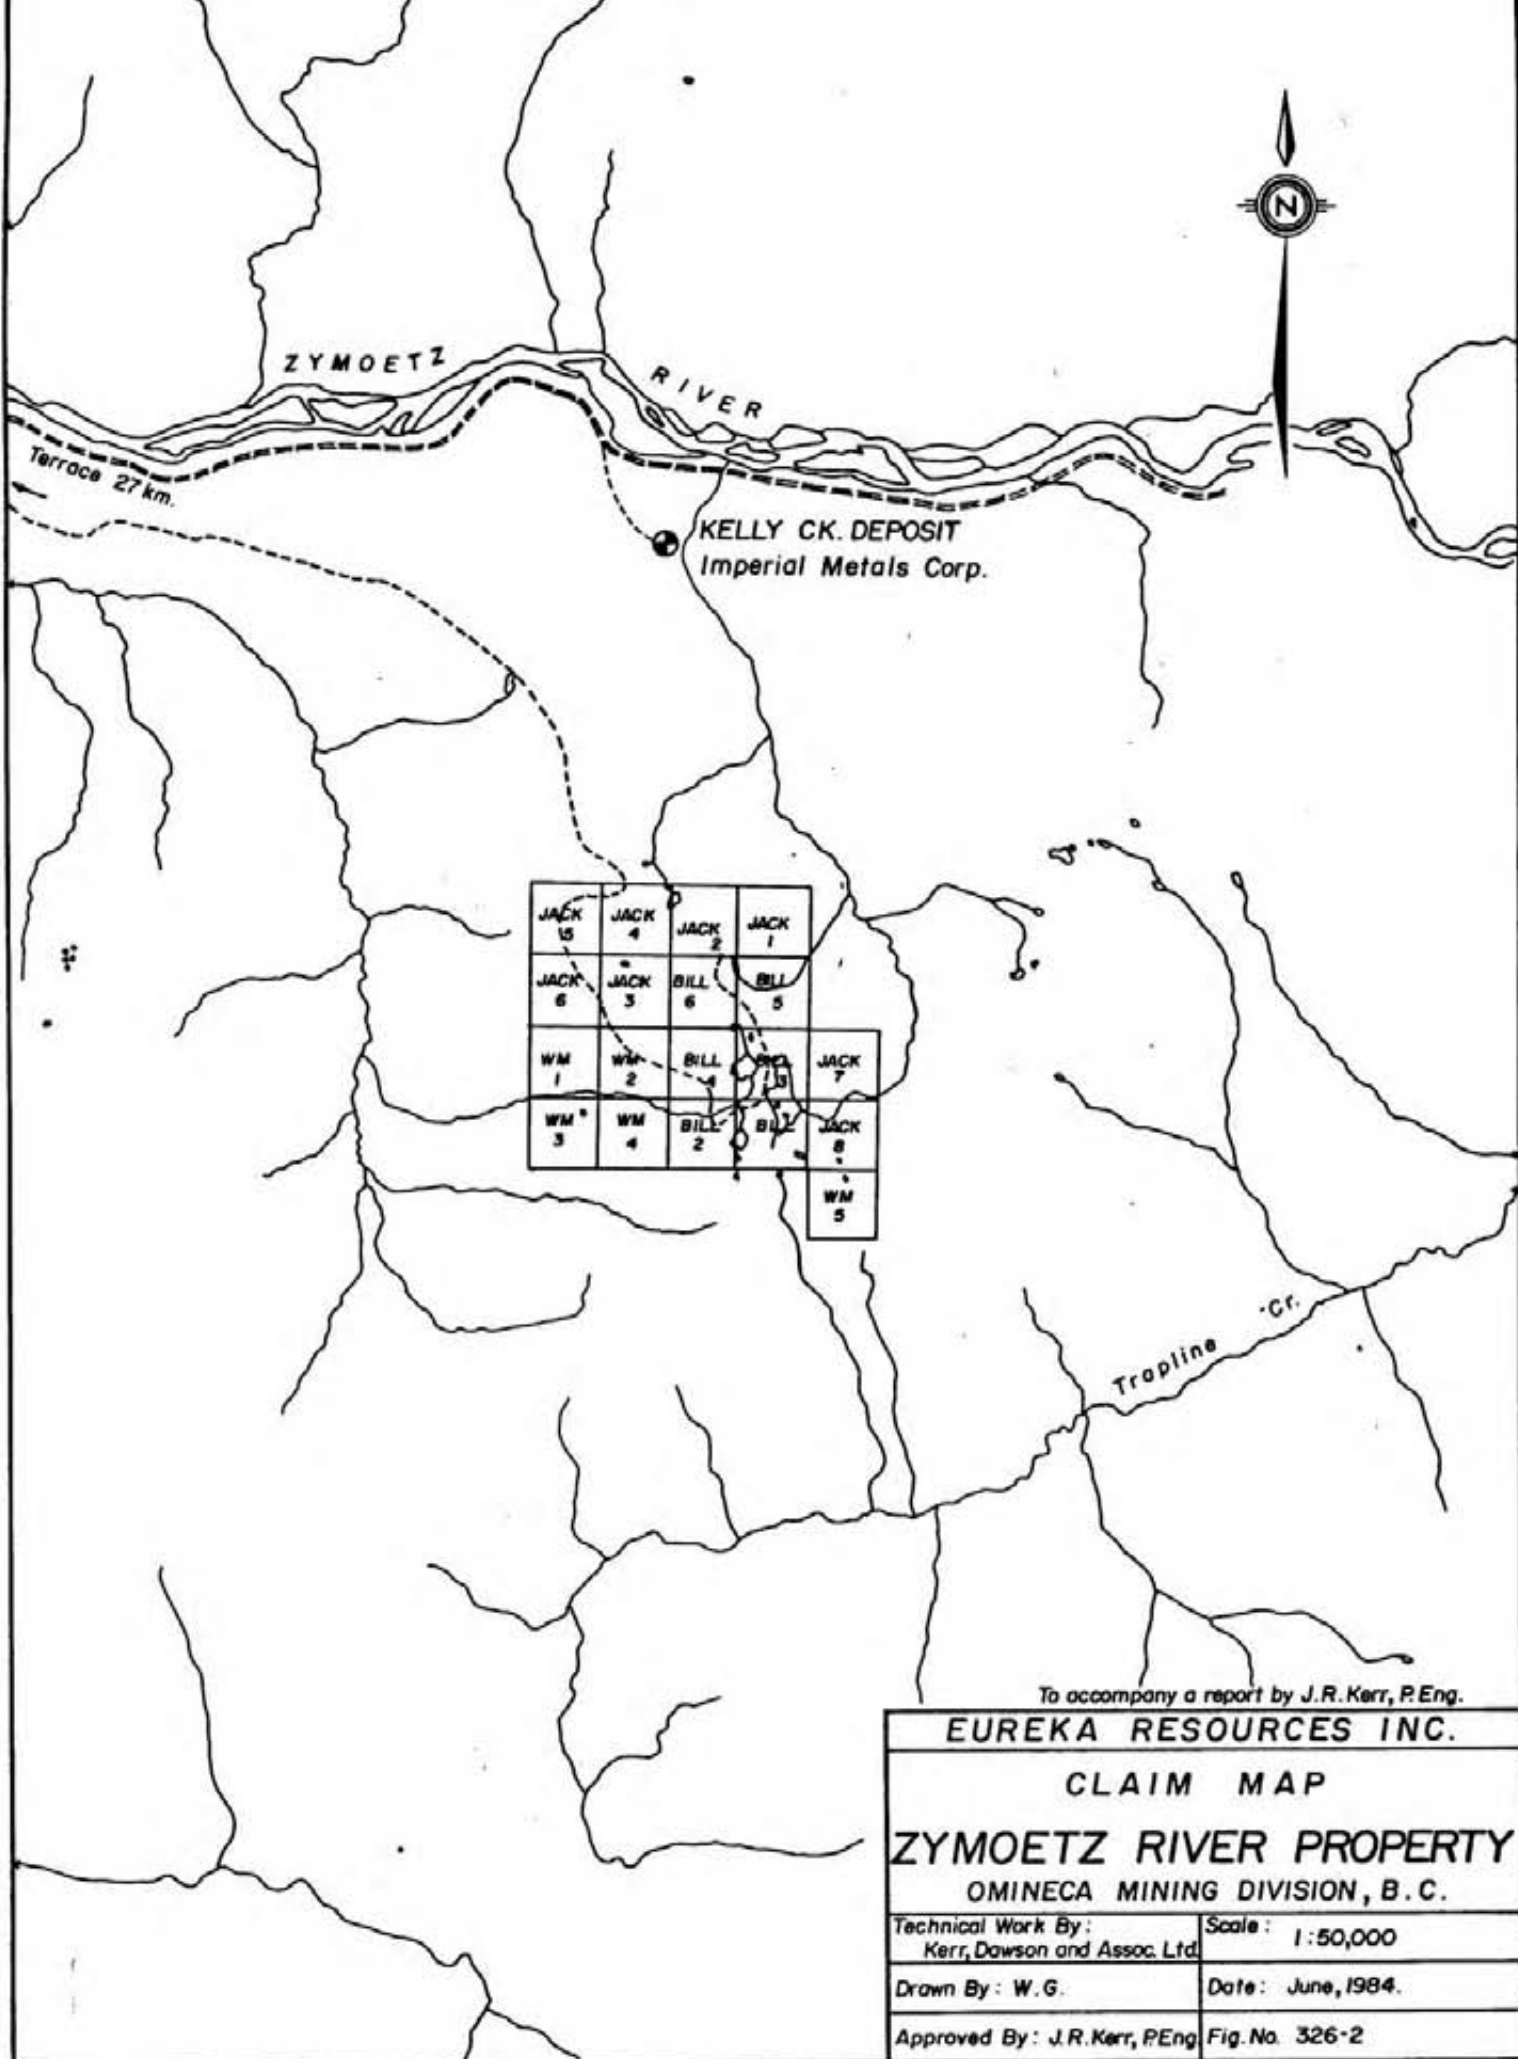 N
ZYMOETZ RIVER
Terrace 27 km.
KELLY CK. DEPOSIT
Imperial Metals Corp.
JACK 5
JACK 4
JACK 2
JACK 1
JACK 6
JACK 3
BILL 6
BILL 5
WM 1
WM 2
BILL 4
BILL 3
JACK 7
WM 3
WM 4
BILL 2
BILL 1
JACK 8
WM 5
Trapline Cr.
To accompany a report by J.R. Kerr, P.Eng.
EUREKA RESOURCES INC.
CLAIM MAP
ZYMOETZ RIVER PROPERTY
OMINECA MINING DIVISION, B.C.
Technical Work By:
Kerr, Dawson and Assoc. Ltd.
Scale: 1:50,000
Drawn By: W.G.
Date: June, 1984.
Approved By: J.R. Kerr, P.Eng.
Fig. No. 326-2